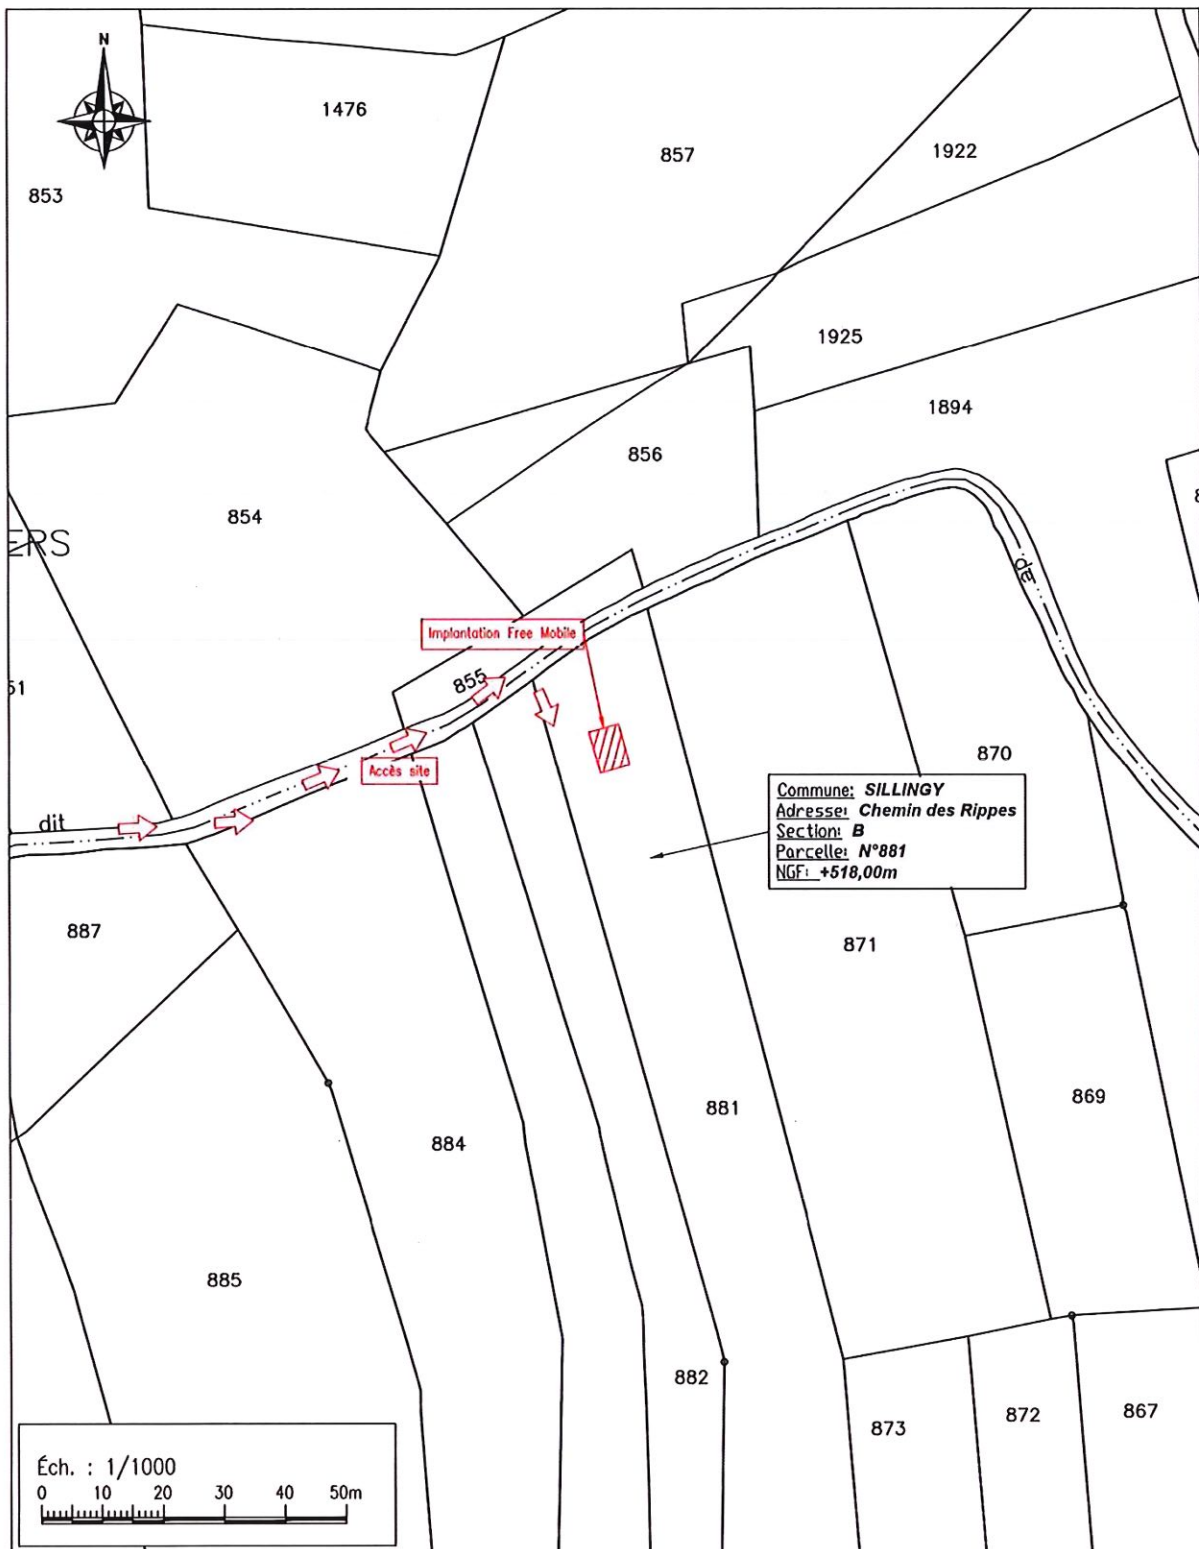 N
1476
857
1922
853
1925
1894
856
854
ERS
de
Implantation Free Mobile
51
855
870
Accès site
Commune: SILLINGY
Adresse: Chemin des Rippes
Section: B
Parcelle: N°881
NGF: +518,00m
dit
887
871
881
869
884
885
882
873
872
867
Éch. : 1/1000
0 10 20 30 40 50m